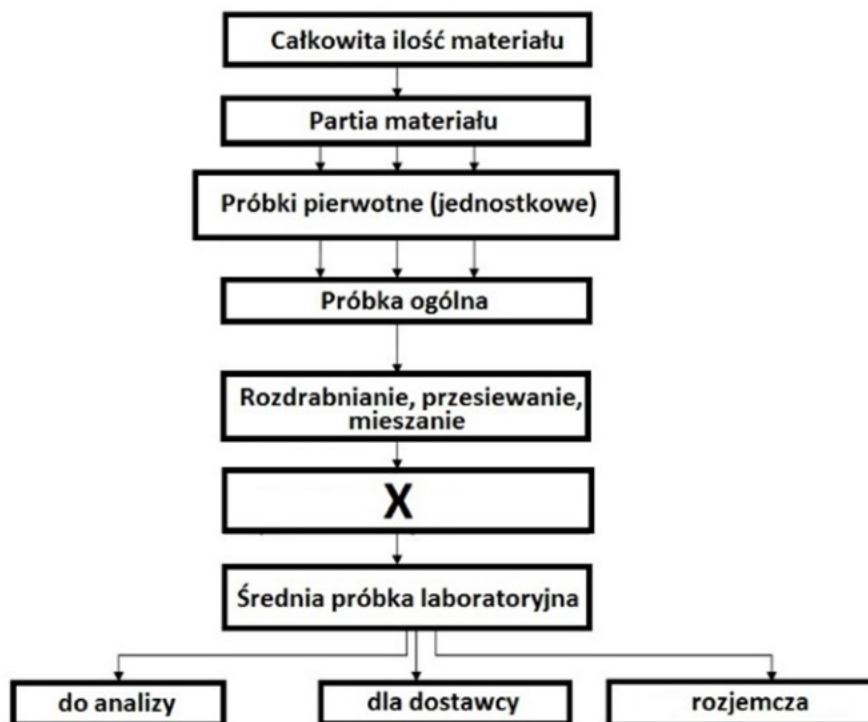 Całkowita ilość materiału
Partia materiału
Próbki pierwotne (jednostkowe)
Próbka ogólna
Rozdrabnianie, przesiewanie,
mieszanie
X
Średnia próbka laboratoryjna
do analizy
dla dostawcy
rozjemcza